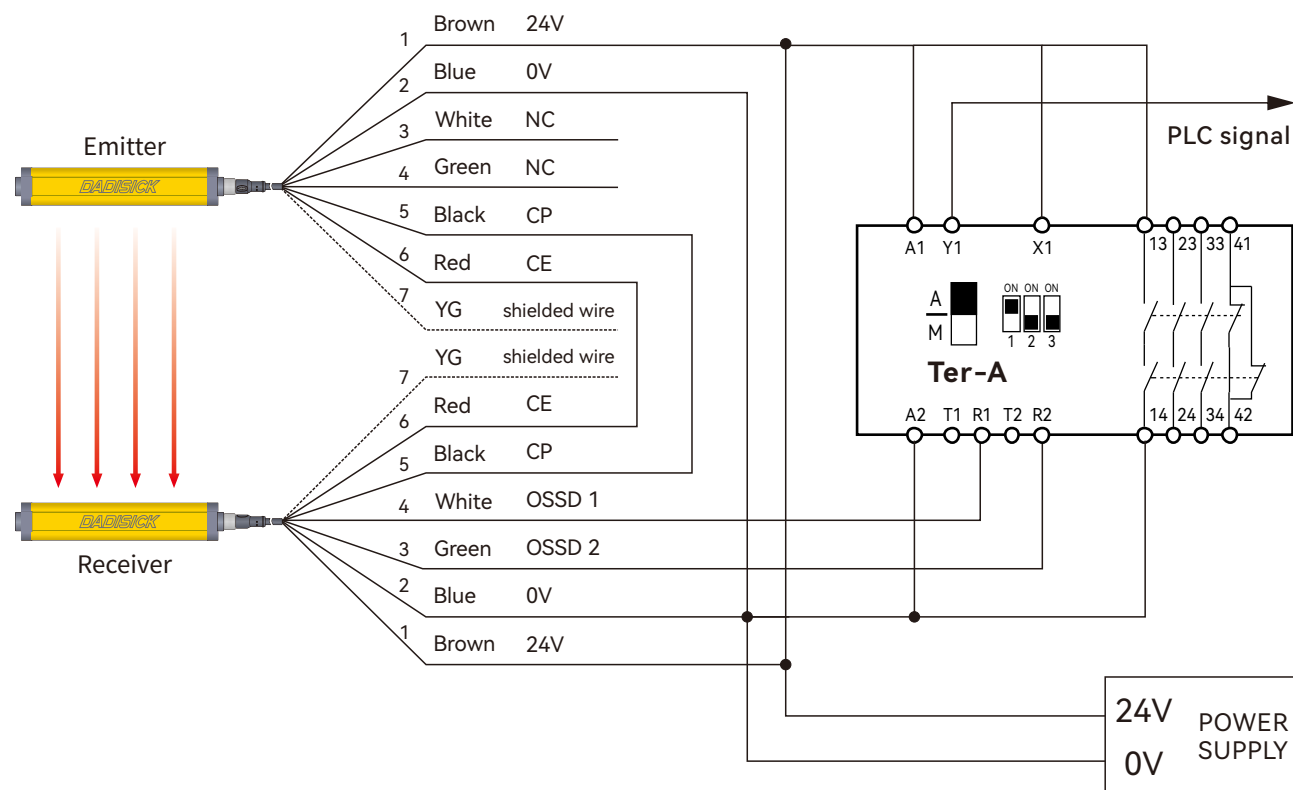 Brown 24V
1
Blue 0V
2
White NC
3
Green NC
4
Black CP
5
Red CE
6
YG shielded wire
7
Emitter
DADISICK
YG shielded wire
7
Red CE
6
Black CP
5
White OSSD 1
4
Green OSSD 2
3
Blue 0V
2
Brown 24V
1
DADISICK
Receiver
PLC signal
A1 Y1 X1 13 23 33 41
A
M
ON ON ON
1 2 3
Ter-A
A2 T1 R1 T2 R2 14 24 34 42
24V
0V
POWER
SUPPLY